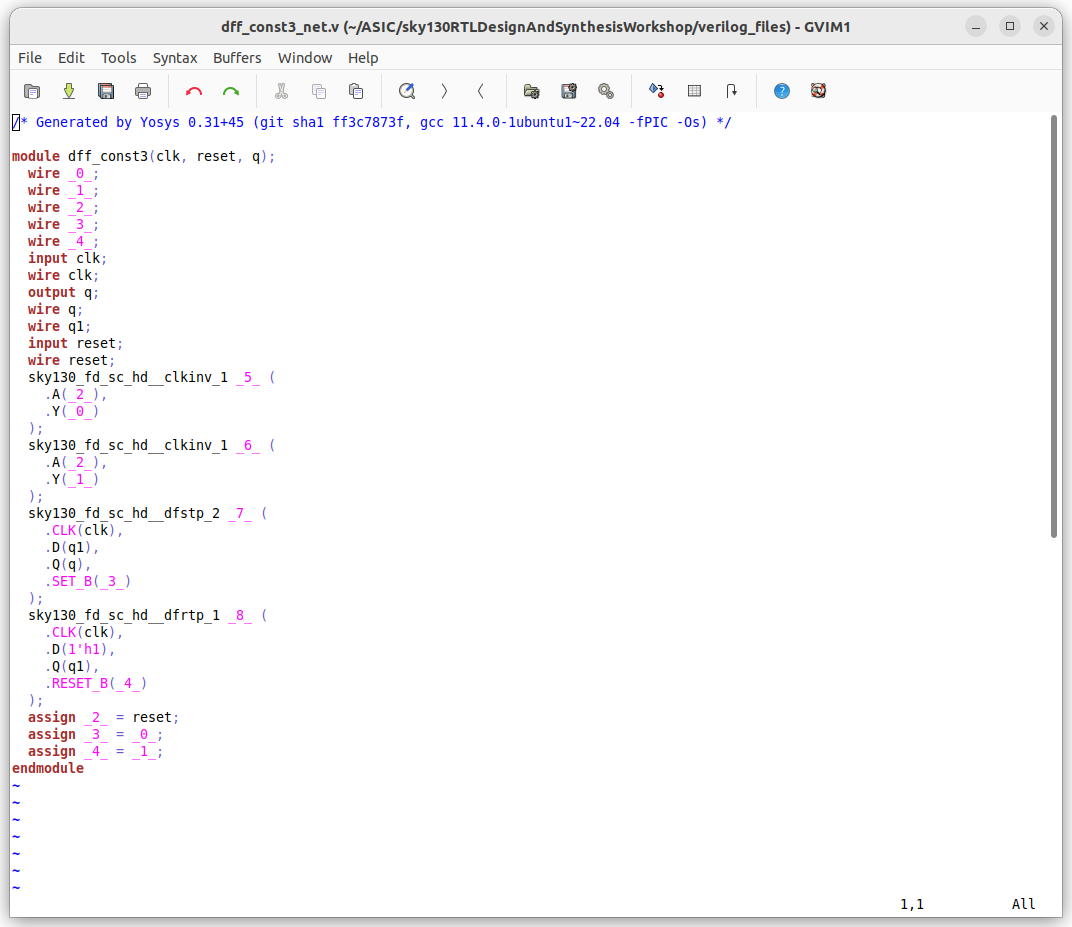 dff_const3_net.v (~/ASIC/sky130RTLDesignAndSynthesisWorkshop/verilog_files) - GVIM1
File Edit Tools Syntax Buffers Window Help
/* Generated by Yosys 0.31+45 (git sha1 ff3c7873f, gcc 11.4.0-1ubuntu1~22.04 -fPIC -Os) */

module dff_const3(clk, reset, q);
  wire _0_;
  wire _1_;
  wire _2_;
  wire _3_;
  wire _4_;
  input clk;
  wire clk;
  output q;
  wire q;
  wire q1;
  input reset;
  wire reset;
  sky130_fd_sc_hd__clkinv_1 _5_ (
    .A(_2_),
    .Y(_0_)
  );
  sky130_fd_sc_hd__clkinv_1 _6_ (
    .A(_2_),
    .Y(_1_)
  );
  sky130_fd_sc_hd__dfstp_2 _7_ (
    .CLK(clk),
    .D(q1),
    .Q(q),
    .SET_B(_3_)
  );
  sky130_fd_sc_hd__dfrtp_1 _8_ (
    .CLK(clk),
    .D(1'h1),
    .Q(q1),
    .RESET_B(_4_)
  );
  assign _2_ = reset;
  assign _3_ = _0_;
  assign _4_ = _1_;
endmodule
~
~
~
~
~
~
~
1,1 All